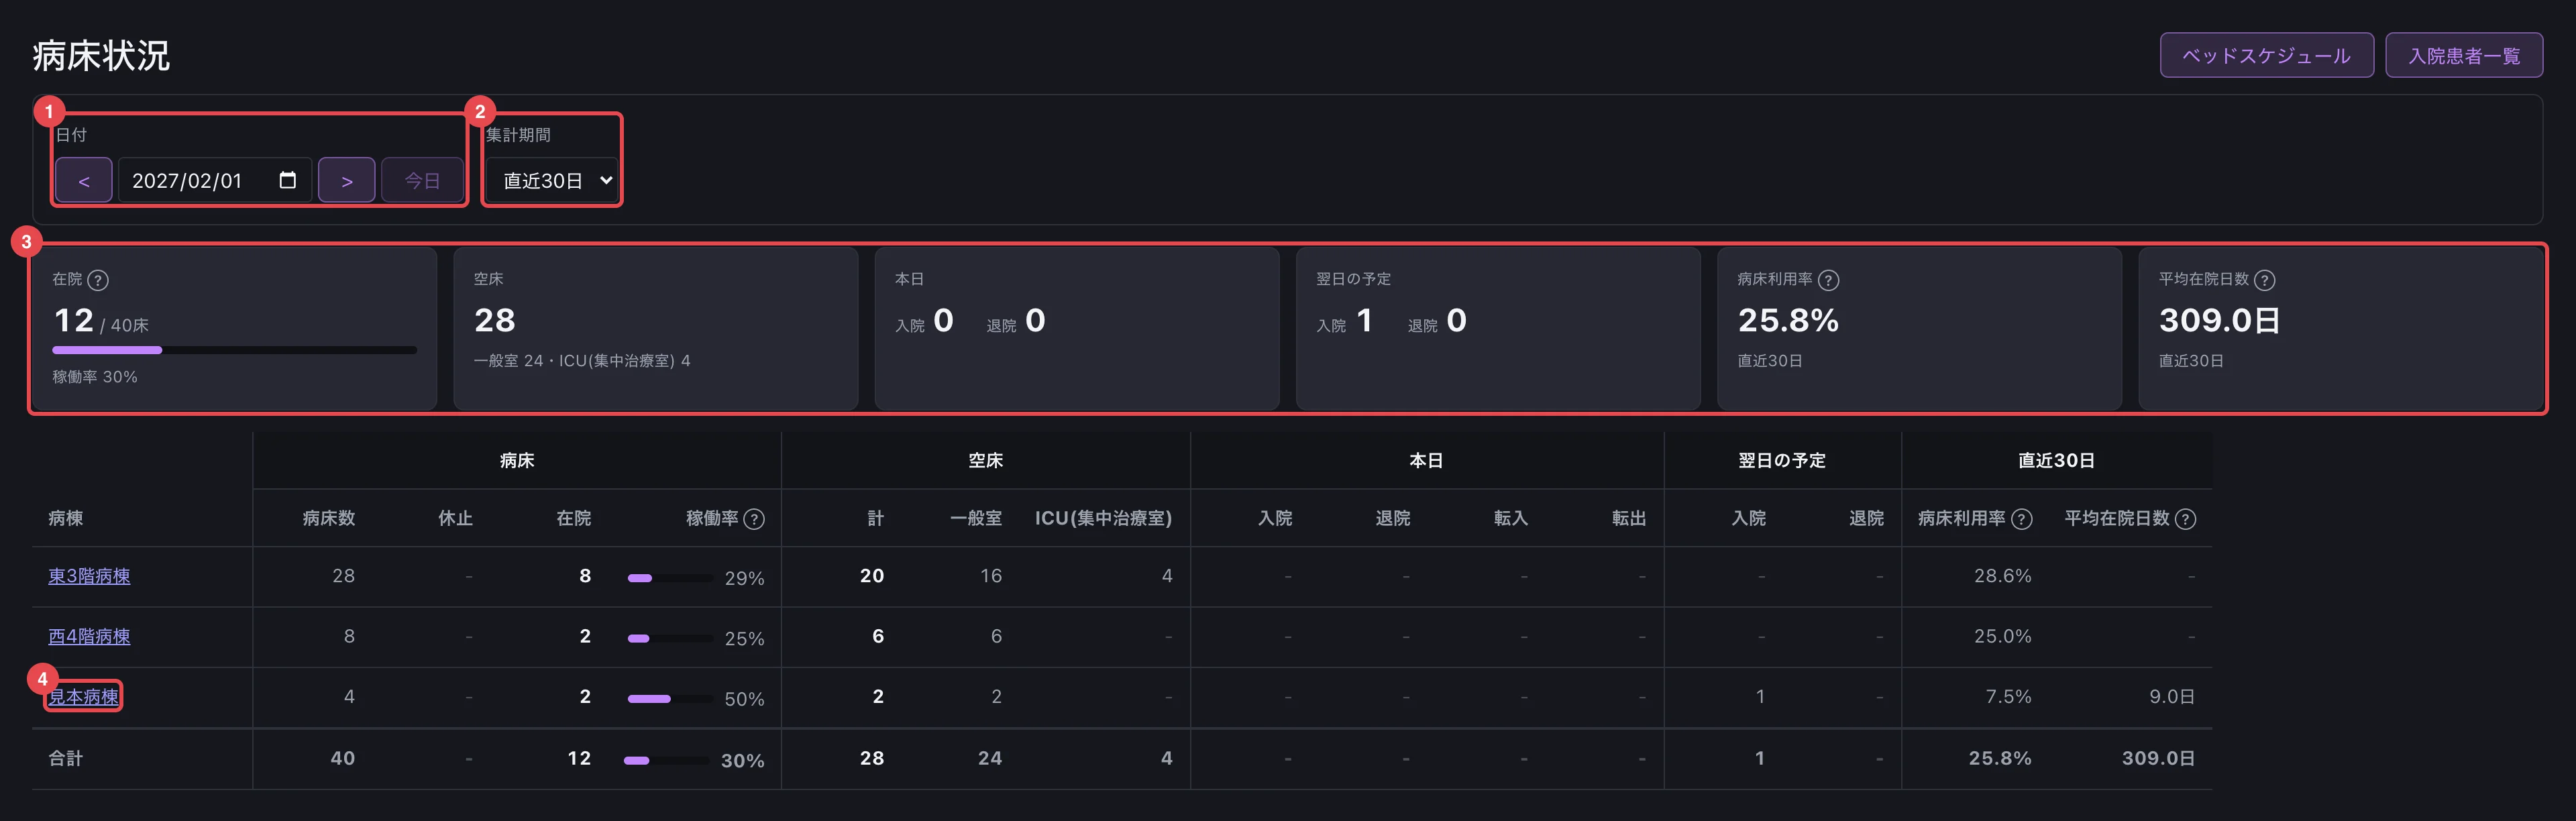 病床状況
ベッドスケジュール 入院患者一覧
1 2
日付 集計期間
< 2027/02/01 > 今日 直近30日
3
在院 ? 空床 本日 翌日の予定 病床利用率 ? 平均在院日数 ?
12 / 40床 28 入院 0 退院 0 入院 1 退院 0 25.8% 309.0日
一般室 24・ICU(集中治療室) 4 直近30日 直近30日
稼働率 30%
病床 空床 本日 翌日の予定 直近30日
病棟 病床数 休止 在院 稼働率 ? 計 一般室 ICU(集中治療室) 入院 退院 転入 転出 入院 退院 病床利用率 ? 平均在院日数 ?
東3階病棟 28 - 8 29% 20 16 4 - - - - - - 28.6% -
西4階病棟 8 - 2 25% 6 6 - - - - - - - 25.0% -
4
見本病棟 4 - 2 50% 2 2 - - - - - 1 - 7.5% 9.0日
合計 40 - 12 30% 28 24 4 - - - - 1 - 25.8% 309.0日